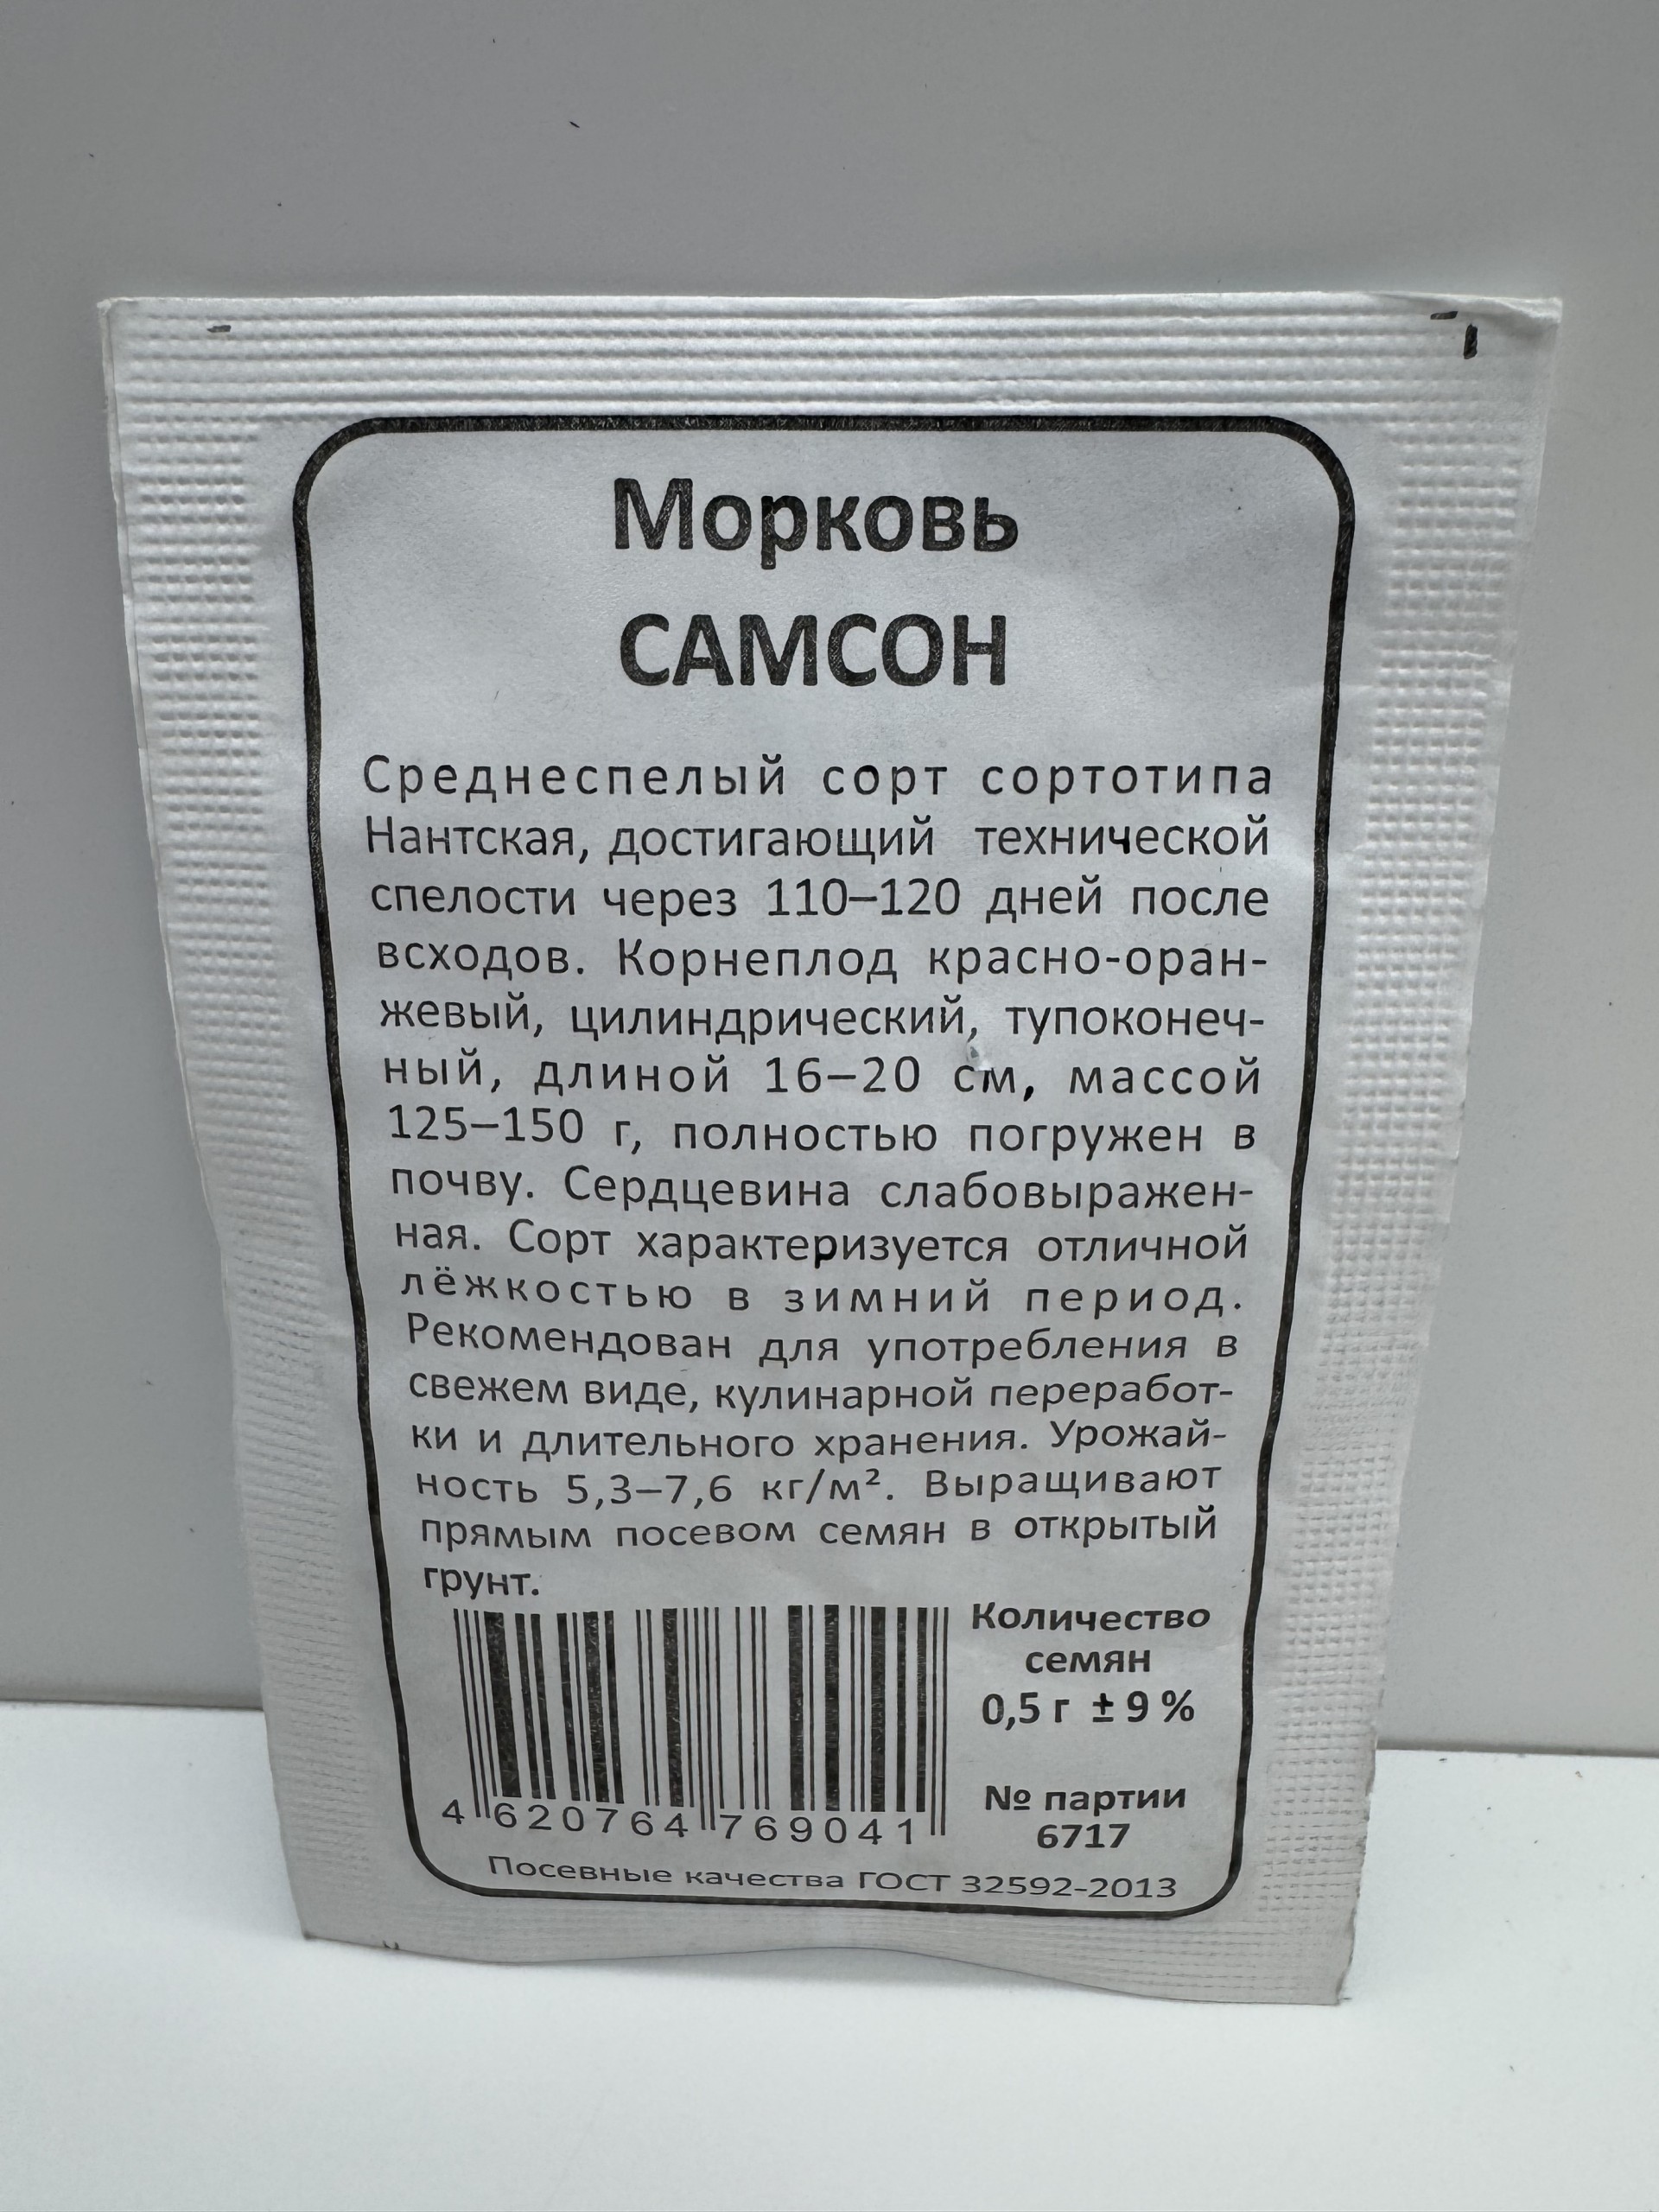 Морковь
САМСОН
Среднеспелый сорт сортотипа
Нантская, достигающий технической
спелости через 110–120 дней после
всходов. Корнеплод красно-оран-
жевый, цилиндрический, тупоконеч-
ный, длиной 16–20 см, массой
125–150 г, полностью погружен в
почву. Сердцевина слабовыражен-
ная. Сорт характеризуется отличной
лёжкостью в зимний период.
Рекомендован для употребления в
свежем виде, кулинарной переработ-
ки и длительного хранения. Урожай-
ность 5,3–7,6 кг/м². Выращивают
прямым посевом семян в открытый
грунт.
Количество
семян
0,5 г ± 9 %
№ партии
6717
4 620764 769041
Посевные качества ГОСТ 32592-2013